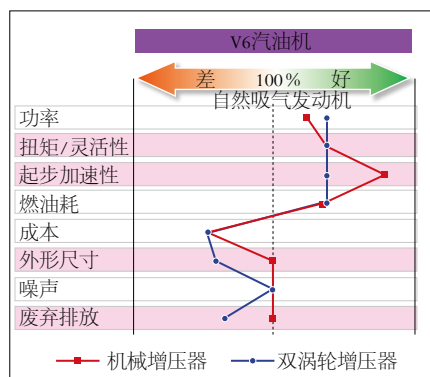 V6汽油机
差 100% 好
自然吸气发动机
功率
扭矩/灵活性
起步加速性
燃油耗
成本
外形尺寸
噪声
废弃排放
机械增压器 双涡轮增压器